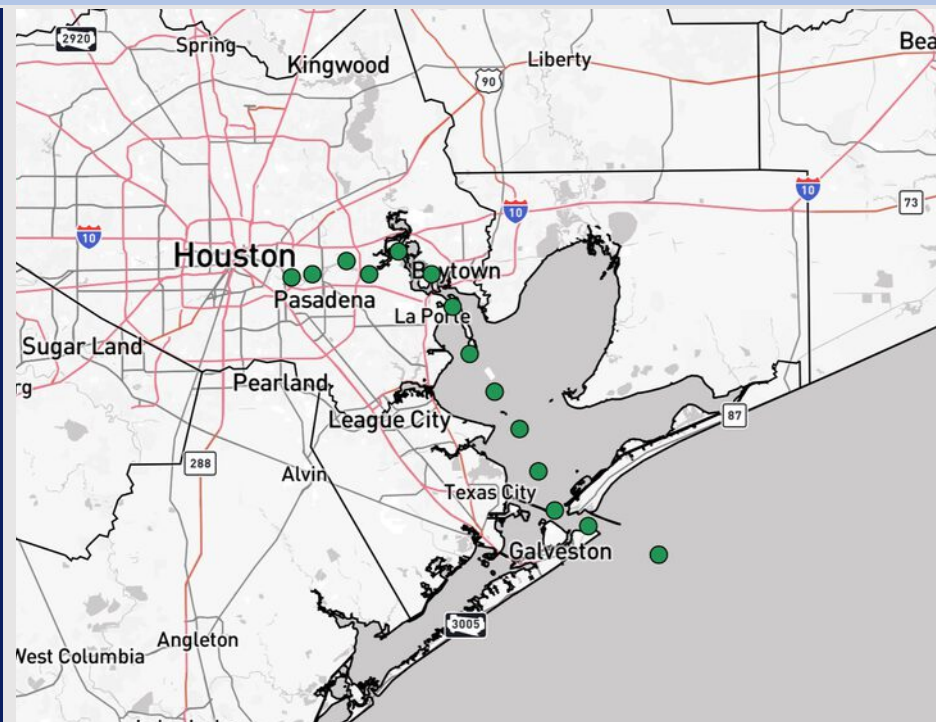 2920
Spring
Kingwood
90
Liberty
Bea
10
73
10
10
Houston
Baytown
Pasadena
La Porte
Sugar Land
rg
Pearland
League City
87
288
Alvin
Texas City
Galveston
3005
Angleton
West Columbia